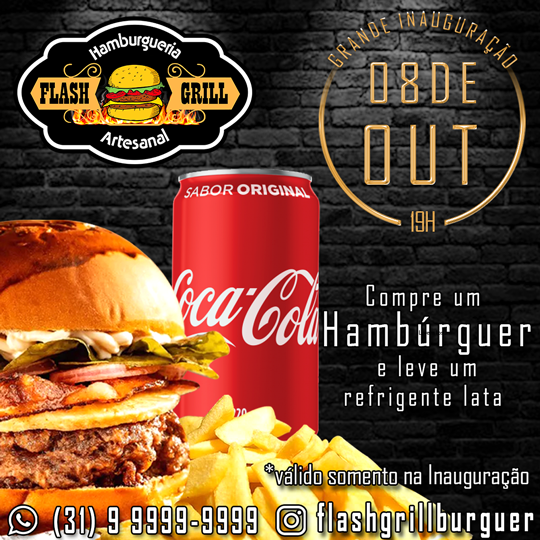 Hamburgueria
FLASH GRILL
Artesanal
GRANDE INAUGURAÇÃO
08 DE
OUT
19H
SABOR ORIGINAL
Coca-Cola
220
Compre um
Hambúrguer
e leve um
refrigente lata
*válido somento na Inauguração
(31) 9 9999-9999 flashgrillburguer